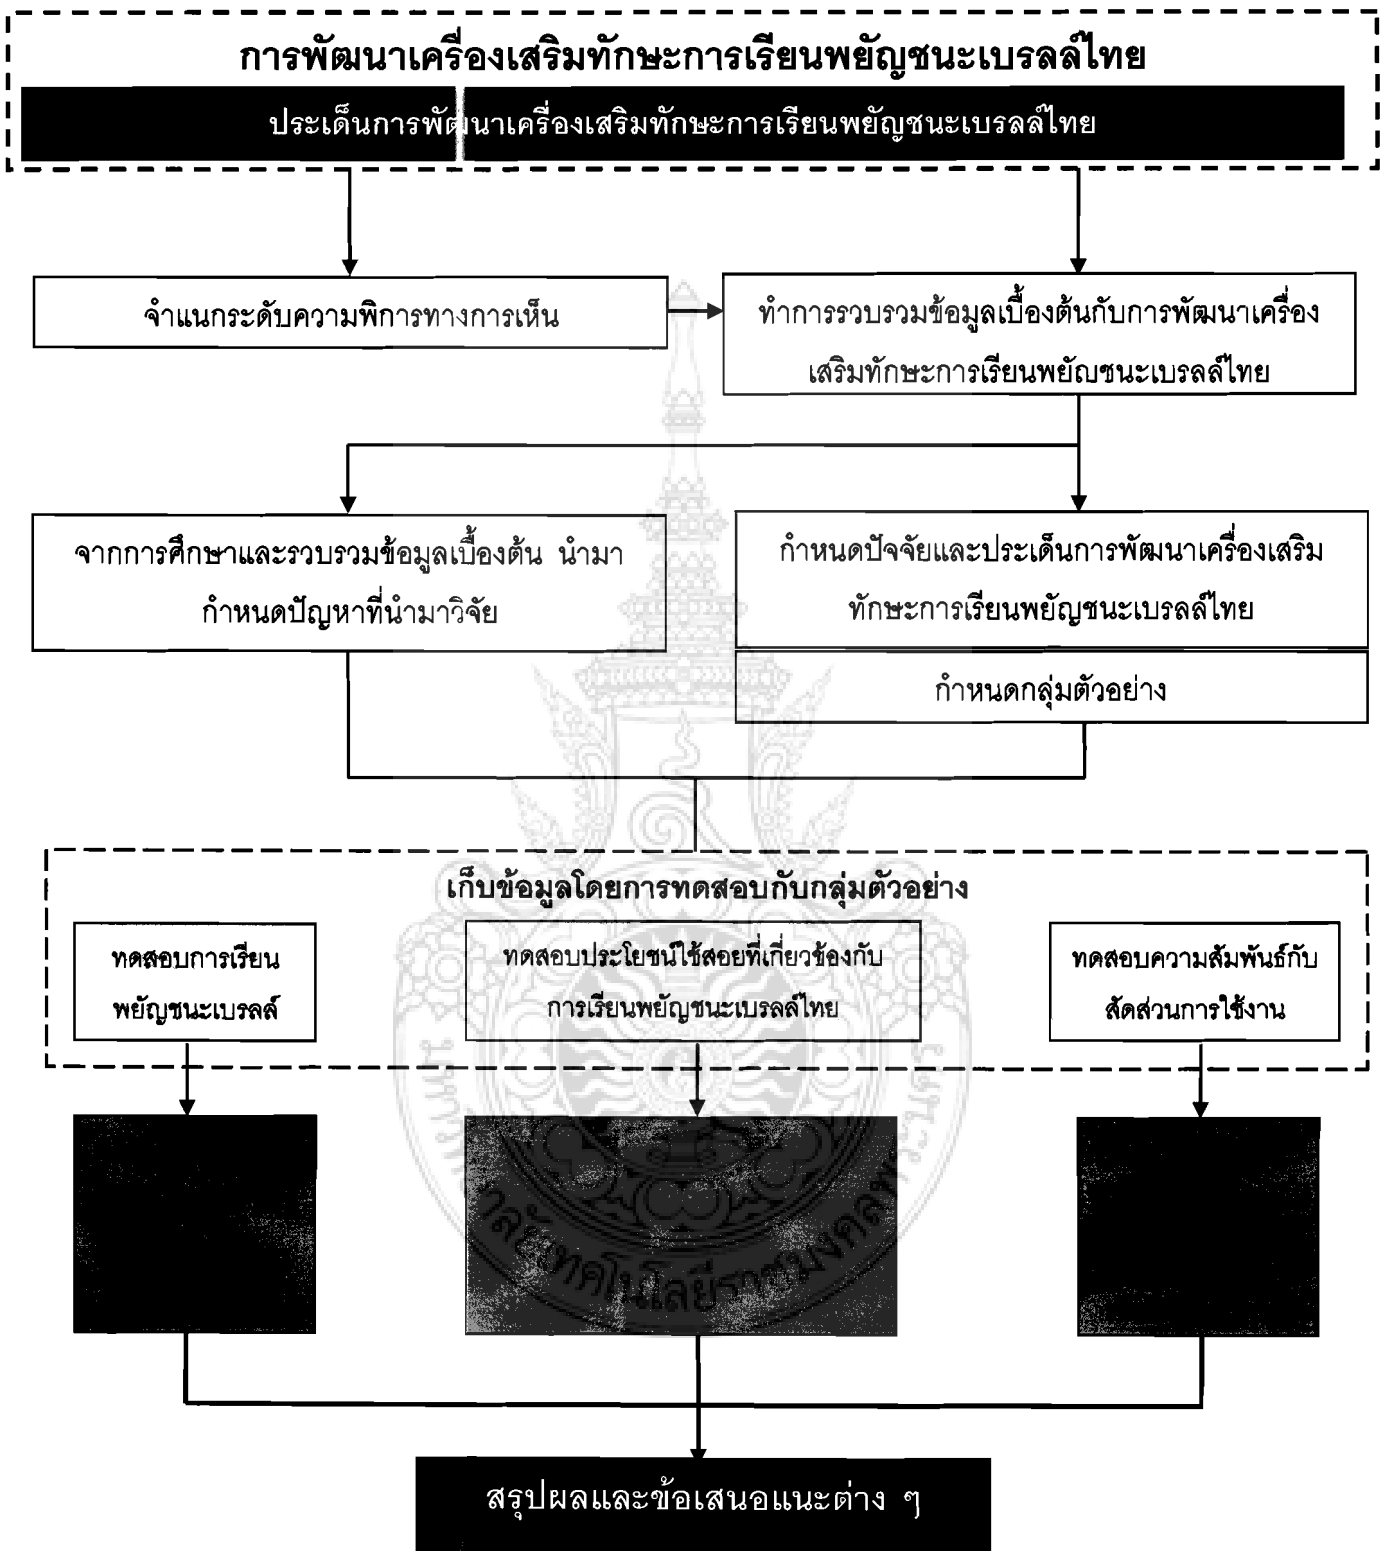 การพัฒนาเครื่องเสริมทักษะการเรียนพยัญชนะเบรลล์ไทย
ประเด็นการพัฒนาเครื่องเสริมทักษะการเรียนพยัญชนะเบรลล์ไทย
จำแนกระดับความพิการทางการเห็น
ทำการรวบรวมข้อมูลเบื้องต้นกับการพัฒนาเครื่อง
เสริมทักษะการเรียนพยัญชนะเบรลล์ไทย
จากการศึกษาและรวบรวมข้อมูลเบื้องต้น นำมา
กำหนดปัญหาที่นำมาวิจัย
กำหนดปัจจัยและประเด็นการพัฒนาเครื่องเสริม
ทักษะการเรียนพยัญชนะเบรลล์ไทย
กำหนดกลุ่มตัวอย่าง
เก็บข้อมูลโดยการทดสอบกับกลุ่มตัวอย่าง
ทดสอบการเรียน
พยัญชนะเบรลล์
ทดสอบประโยชน์ใช้สอยที่เกี่ยวข้องกับ
การเรียนพยัญชนะเบรลล์ไทย
ทดสอบความสัมพันธ์กับ
สัดส่วนการใช้งาน
สรุปผลและข้อเสนอแนะต่าง ๆ